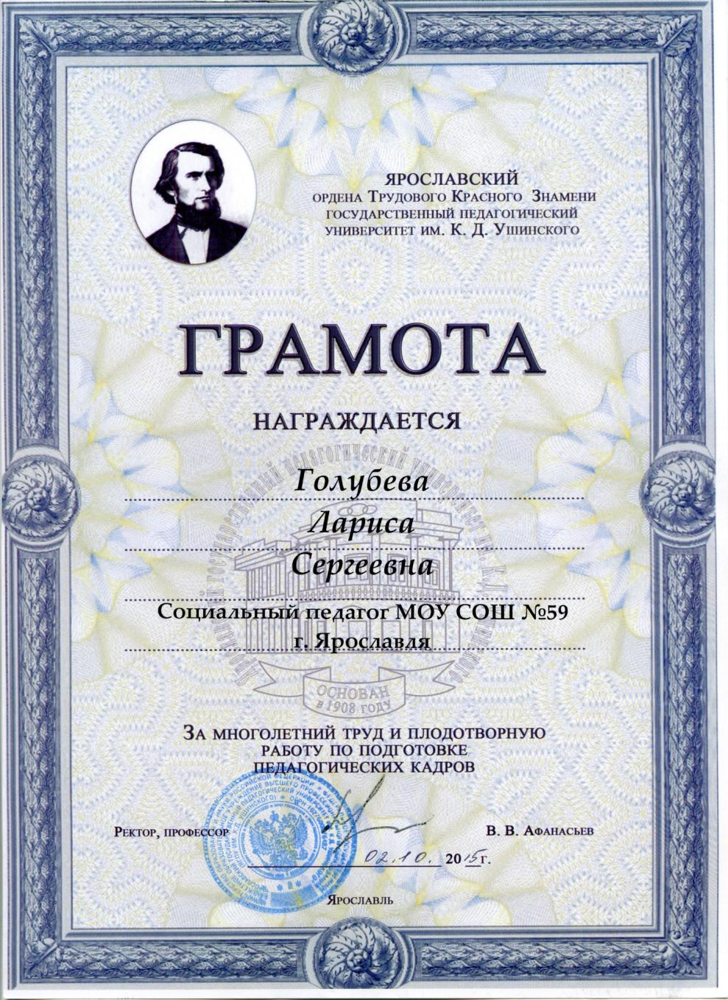 ЯРОСЛАВСКИЙ
ОРДЕНА ТРУДОВОГО КРАСНОГО ЗНАМЕНИ
ГОСУДАРСТВЕННЫЙ ПЕДАГОГИЧЕСКИЙ
УНИВЕРСИТЕТ ИМ. К. Д. УШИНСКОГО
ГРАМОТА
НАГРАЖДАЕТСЯ
Голубева
Лариса
Сергеевна
Социальный педагог МОУ СОШ №59
г. Ярославля
ОСНОВАН
в 1908 году
ЗА МНОГОЛЕТНИЙ ТРУД И ПЛОДОТВОРНУЮ
РАБОТУ ПО ПОДГОТОВКЕ
ПЕДАГОГИЧЕСКИХ КАДРОВ
РЕКТОР, ПРОФЕССОР
В. В. АФАНАСЬЕВ
02.10. 2015г.
ЯРОСЛАВЛЬ